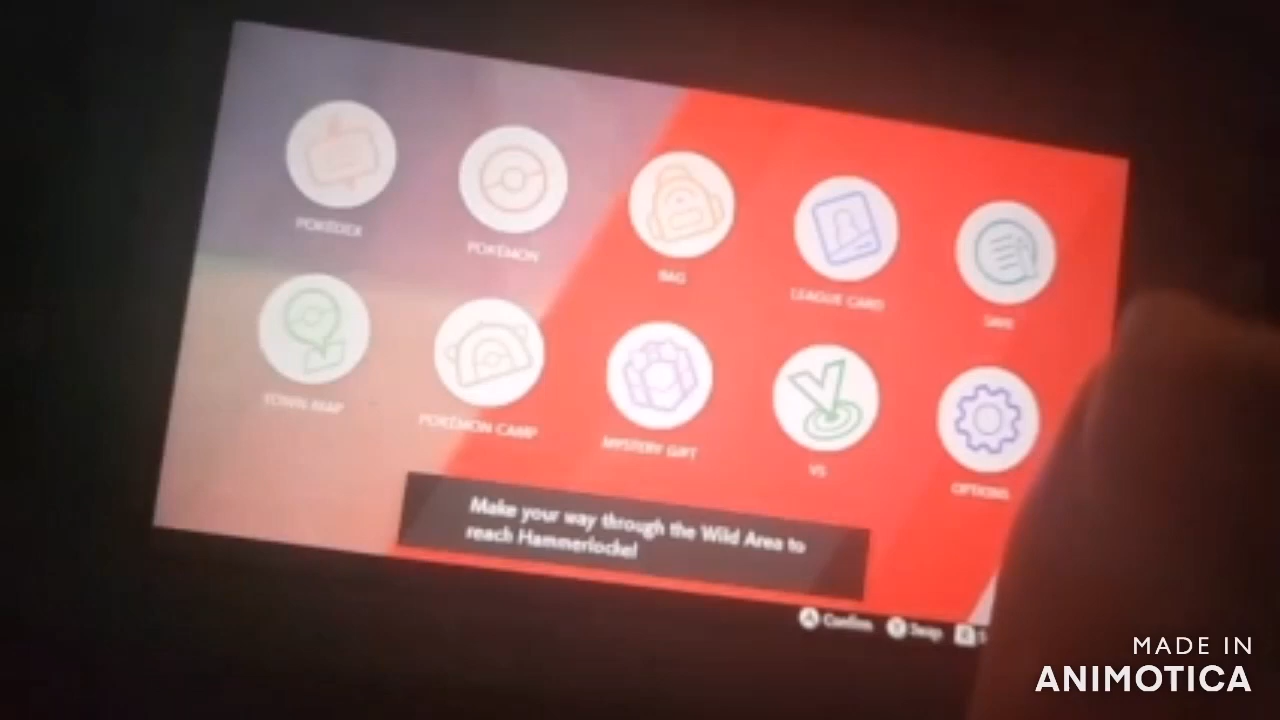 POKÉDEX
POKÉMON
BAG
LEAGUE CARD
SAVE
TOWN MAP
POKÉMON CAMP
MYSTERY GIFT
VS
OPTIONS
Make your way through the Wild Area to
reach Hammerlocke!
A Confirm Y Swap R
MADE IN
ANIMOTICA